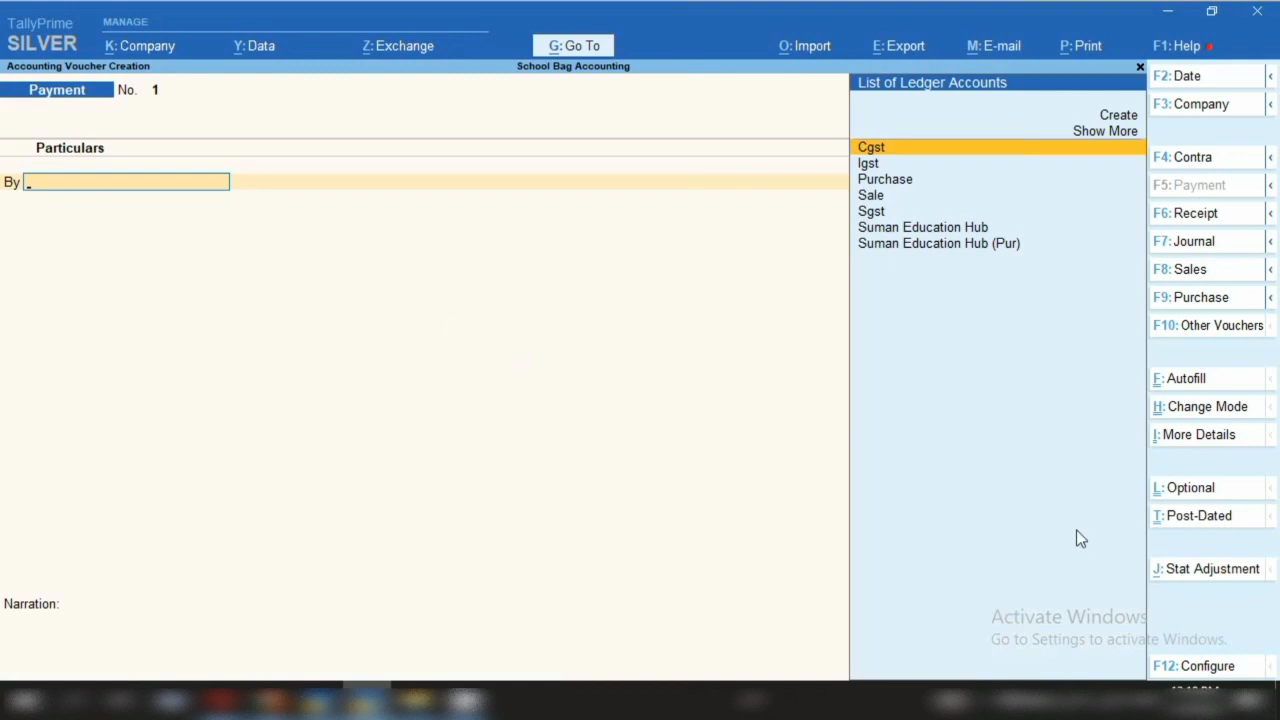 TallyPrime
SILVER
MANAGE
K: Company
Y: Data
Z: Exchange
G: Go To
O: Import
E: Export
M: E-mail
P: Print
F1: Help
Accounting Voucher Creation
School Bag Accounting
Payment No. 1
Particulars
By
Narration:
List of Ledger Accounts
Create
Show More
Cgst
Igst
Purchase
Sale
Sgst
Suman Education Hub
Suman Education Hub (Pur)
F2: Date
F3: Company
F4: Contra
F5: Payment
F6: Receipt
F7: Journal
F8: Sales
F9: Purchase
F10: Other Vouchers
F: Autofill
H: Change Mode
I: More Details
L: Optional
T: Post-Dated
J: Stat Adjustment
Activate Windows
Go to Settings to activate Windows.
F12: Configure